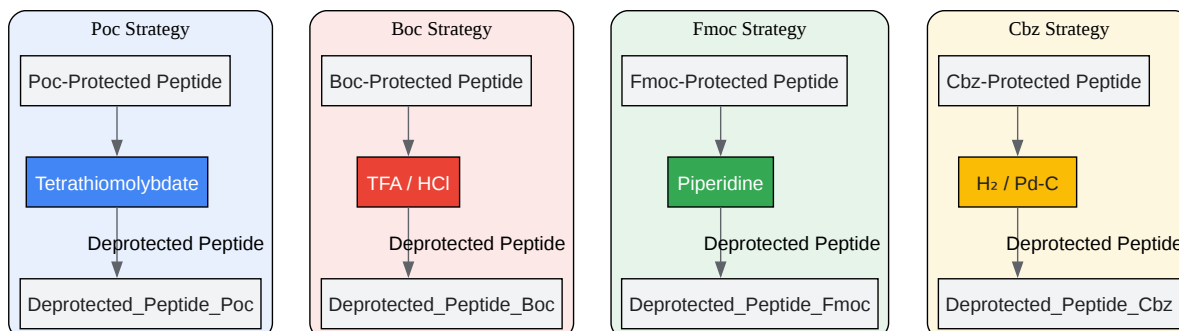 Poc Strategy
Poc-Protected Peptide
Tetrathiomolybdate
Deprotected Peptide
Deprotected_Peptide_Poc
Boc Strategy
Boc-Protected Peptide
TFA / HCl
Deprotected Peptide
Deprotected_Peptide_Boc
Fmoc Strategy
Fmoc-Protected Peptide
Piperidine
Deprotected Peptide
Deprotected_Peptide_Fmoc
Cbz Strategy
Cbz-Protected Peptide
H₂ / Pd-C
Deprotected Peptide
Deprotected_Peptide_Cbz